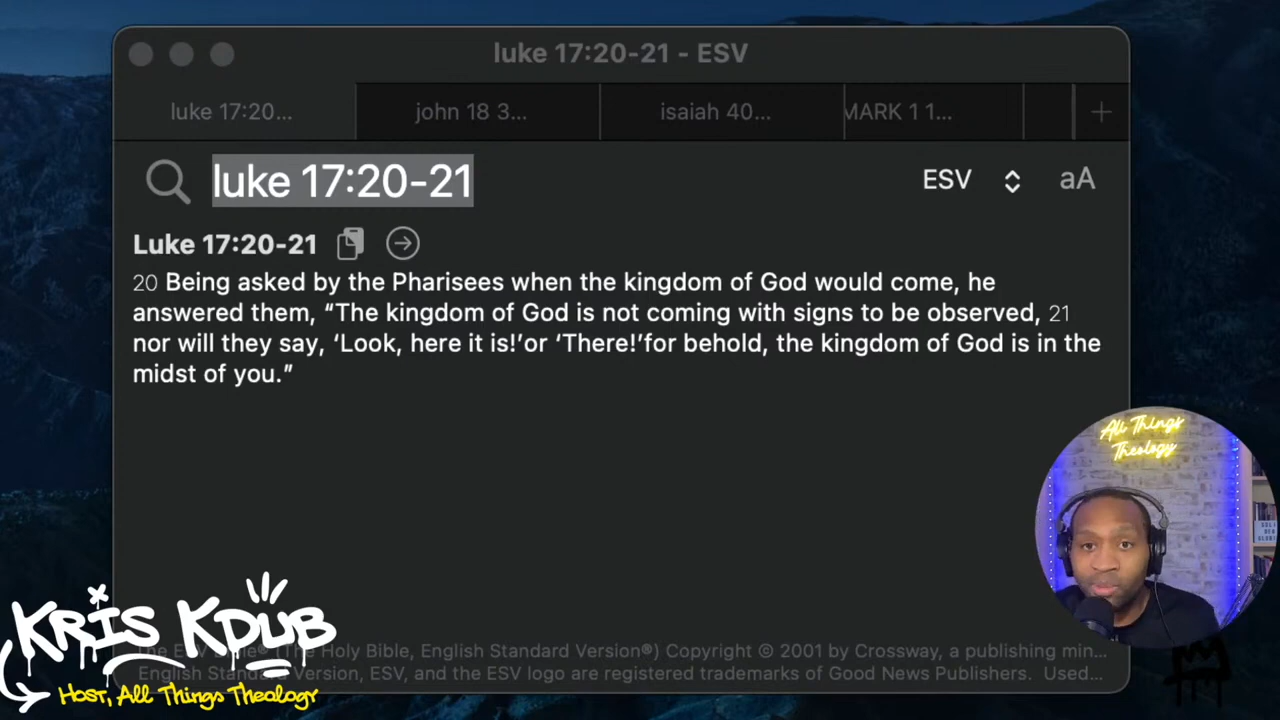 luke 17:20-21 - ESV
luke 17:20... john 18 3... isaiah 40... MARK 1 1... +
luke 17:20-21 ESV aA
Luke 17:20-21
20 Being asked by the Pharisees when the kingdom of God would come, he
answered them, “The kingdom of God is not coming with signs to be observed, 21
nor will they say, ‘Look, here it is!’or ‘There!’for behold, the kingdom of God is in the
midst of you.”
All Things
Theology
KRIS KDUB
Host, All Things Theology
The ESV Bible® (The Holy Bible, English Standard Version®) Copyright © 2001 by Crossway, a publishing min...
English Standard Version, ESV, and the ESV logo are registered trademarks of Good News Publishers. Used...